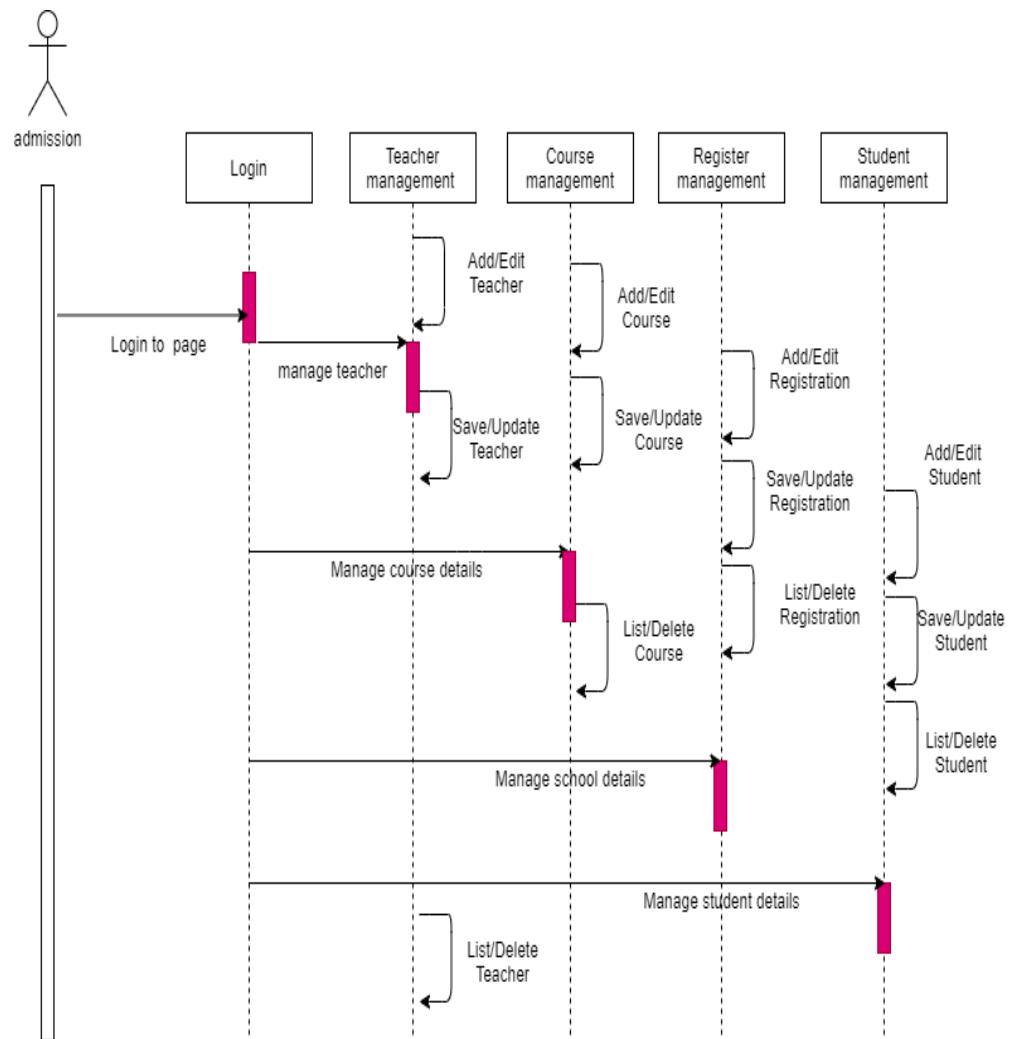 admission
Login
Teacher
management
Course
management
Register
management
Student
management
Add/Edit
Teacher
Add/Edit
Course
Login to  page
manage teacher
Add/Edit
Registration
Save/Update
Teacher
Save/Update
Course
Add/Edit
Student
Save/Update
Registration
Manage course details
List/Delete
Registration
List/Delete
Course
Save/Update
Student
List/Delete
Student
Manage school details
Manage student details
List/Delete
Teacher